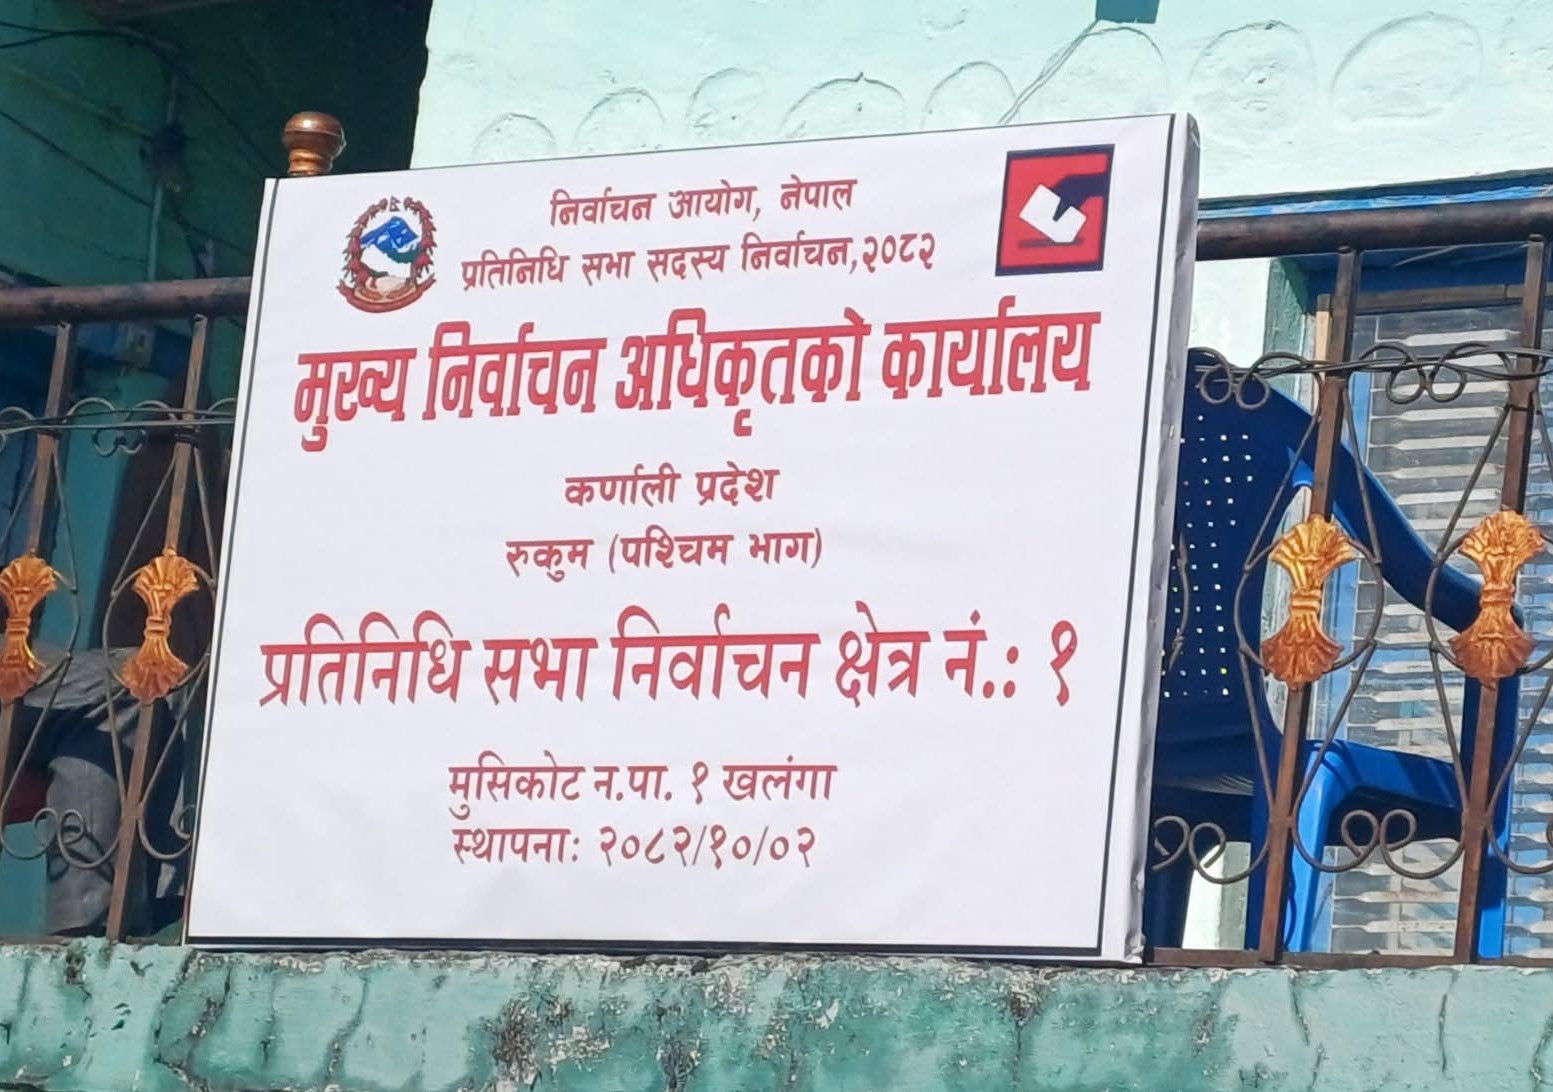 निर्वाचन आयोग, नेपाल
प्रतिनिधि सभा सदस्य निर्वाचन,२०८२
मुख्य निर्वाचन अधिकृतको कार्यालय
कर्णाली प्रदेश
रुकुम (पश्चिम भाग)
प्रतिनिधि सभा निर्वाचन क्षेत्र नं.: १
मुसिकोट न.पा. १ खलंगा
स्थापना: २०८२/१०/०२